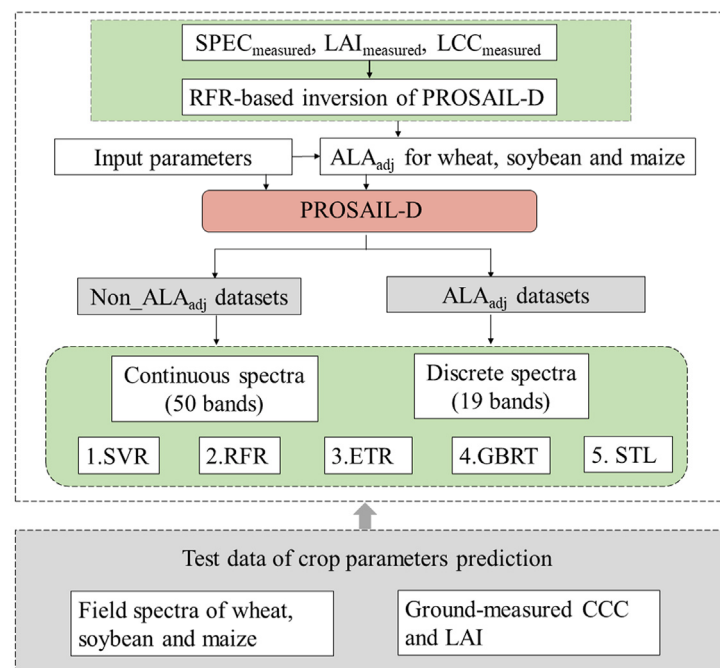 SPECmeasured, LAImeasured, LCCmeasured
RFR-based inversion of PROSAIL-D
Input parameters
ALAadj for wheat, soybean and maize
PROSAIL-D
Non_ALAadj datasets
ALAadj datasets
Continuous spectra
(50 bands)
Discrete spectra
(19 bands)
1.SVR
2.RFR
3.ETR
4.GBRT
5. STL
Test data of crop parameters prediction
Field spectra of wheat,
soybean and maize
Ground-measured CCC
and LAI